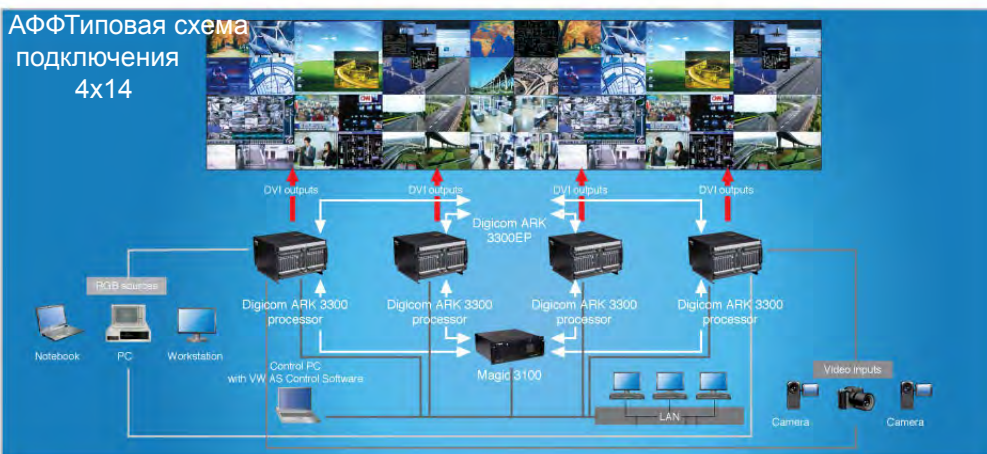 АФФТиповая схема
подключения
4х14
DVI outputs
DVI outputs
DVI outputs
DVI outputs
Digicom ARK
3300EP
RGB sources
Digicom ARK 3300
processor
Digicom ARK 3300
processor
Digicom ARK 3300
processor
Digicom ARK 3300
processor
Notebook
PC
Workstation
Magic 3100
Control PC
with VW AS Control Software
LAN
Video inputs
Camera
Camera